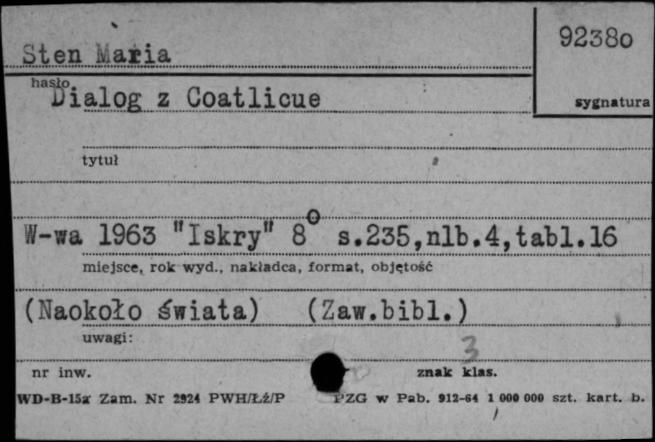 92380
Sten Maria
hasło
sygnatura
Dialog z Coatlicue
tytuł
W-wa 1963 "Iskry" 8° s.235,nlb.4,tabl.16
miejsce, rok wyd., nakładca, format, objętość
(Naokoło świata) (Zaw.bibl.)
uwagi:
3
nr inw. znak klas.
WD-B-15a Zam. Nr 2924 PWH/Łź/P PZG w Pab. 912-64 1 000 000 szt. kart. b.